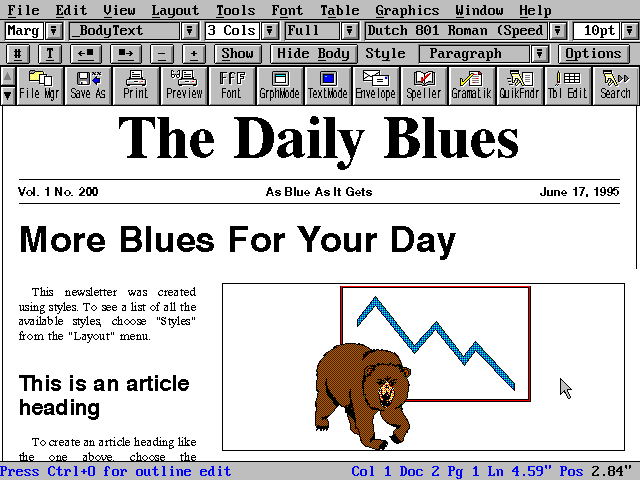 File Edit View Layout Tools Font Table Graphics Window Help
Marg _BodyText 3 Cols Full Dutch 801 Roman (Speed 10pt
# T ←■ ■→ − + Show Hide Body Style Paragraph Options
File Mgr Save As Print Preview Font GrphMode TextMode Envelope Speller Gramatik QuikFndr Tbl Edit Search
The Daily Blues
Vol. 1 No. 200 As Blue As It Gets June 17, 1995
More Blues For Your Day
This newsletter was created
using styles. To see a list of all the
available styles, choose "Styles"
from the "Layout" menu.
This is an article
heading
To create an article heading like
the one above, choose the
Press Ctrl+O for outline edit Col 1 Doc 2 Pg 1 Ln 4.59" Pos 2.84"